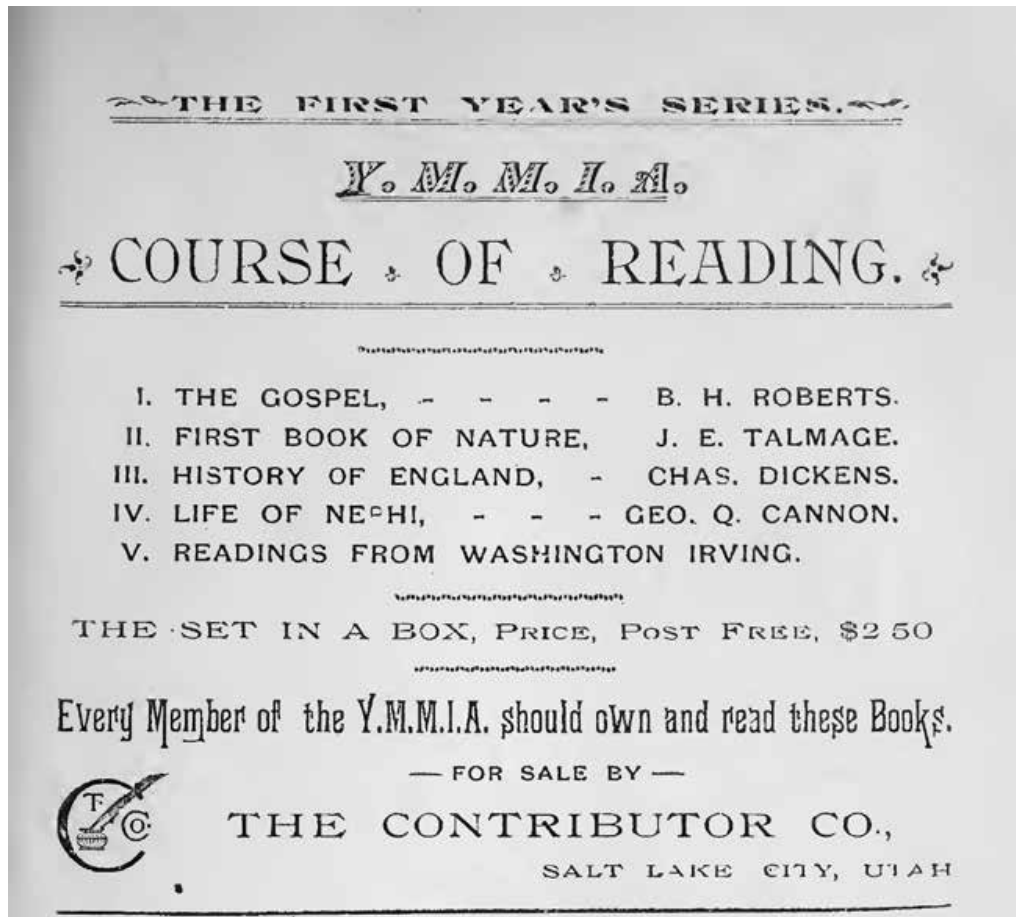 THE FIRST YEAR'S SERIES.
Y. M. M. I. A.
COURSE OF READING.
I. THE GOSPEL, - - - - B. H. ROBERTS.
II. FIRST BOOK OF NATURE, J. E. TALMAGE.
III. HISTORY OF ENGLAND, - CHAS. DICKENS.
IV. LIFE OF NEPHI, - - - GEO. Q. CANNON.
V. READINGS FROM WASHINGTON IRVING.
THE SET IN A BOX, PRICE, POST FREE, $2 50
Every Member of the Y.M.M.I.A. should own and read these Books.
— FOR SALE BY —
T. C. CO.
THE CONTRIBUTOR CO.,
SALT LAKE CITY, UTAH